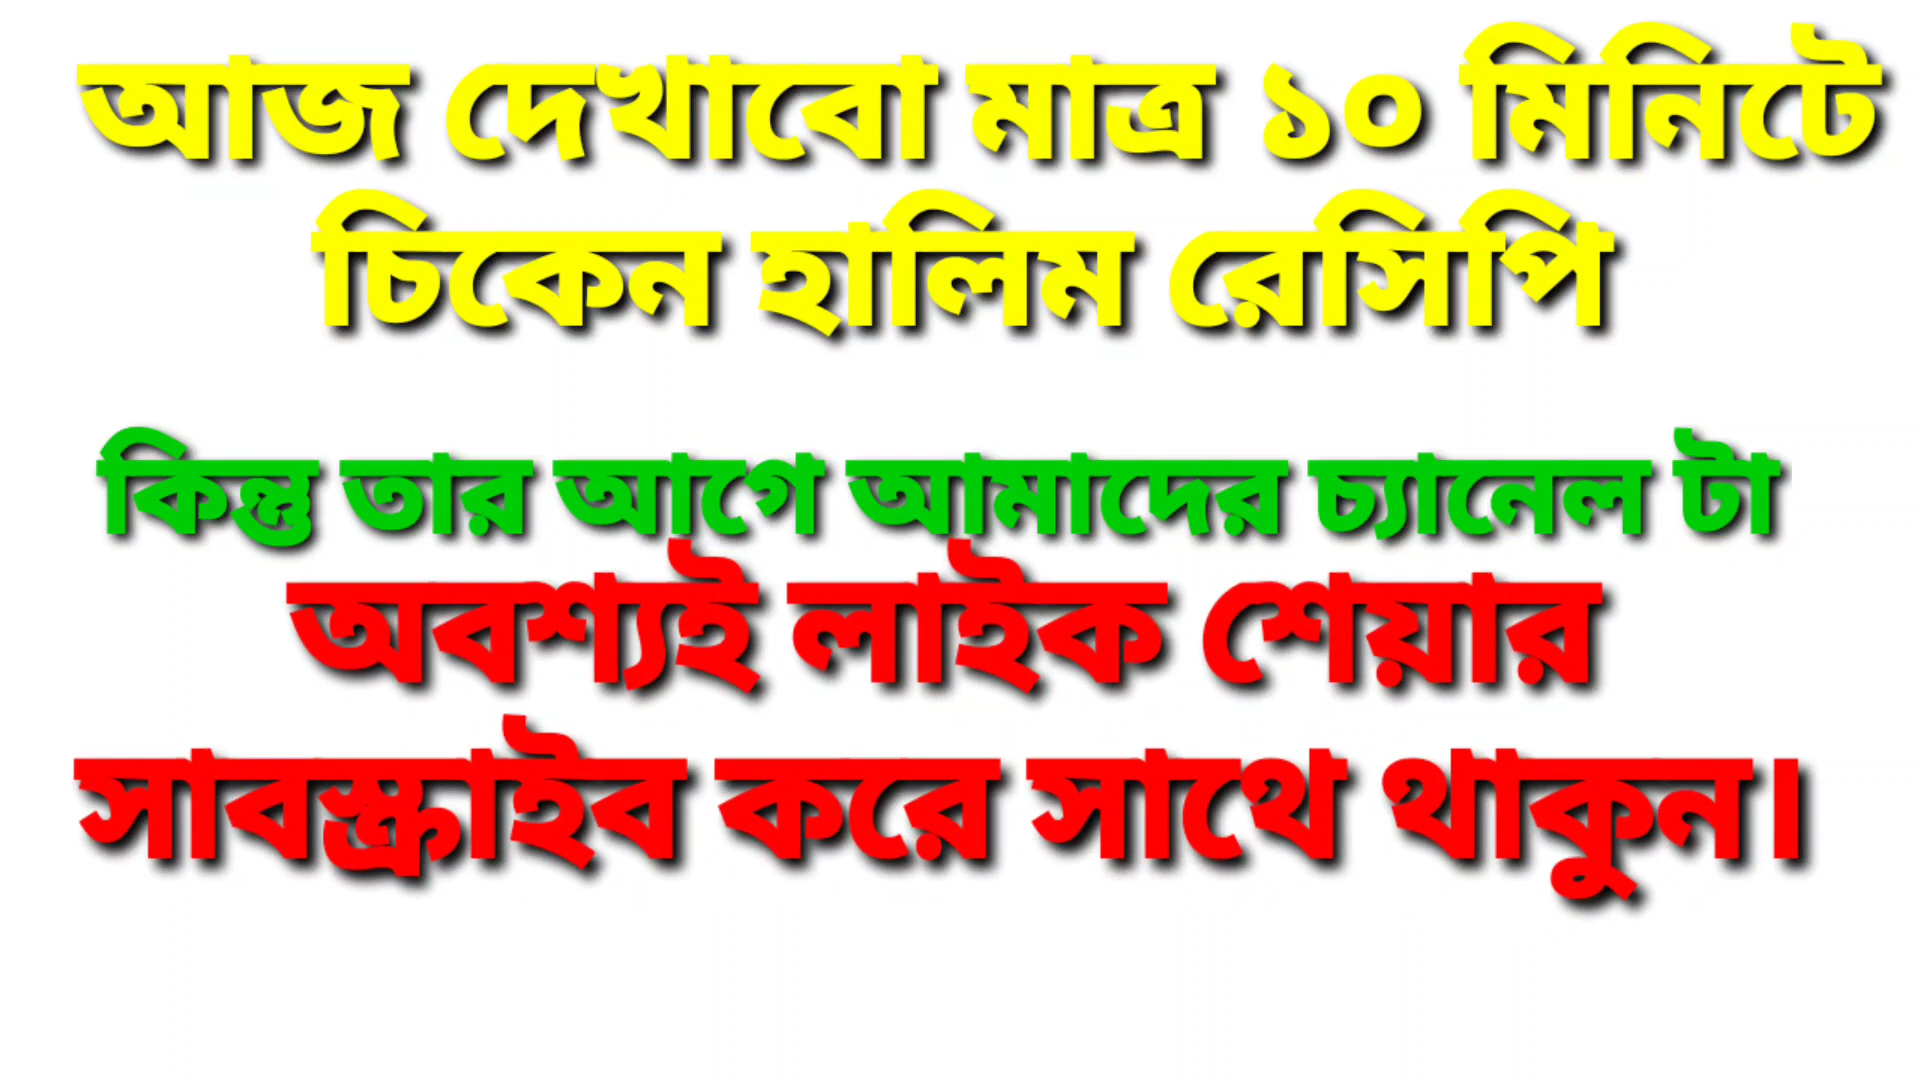 আজ দেখাবো মাত্র ১০ মিনিটে
চিকেন হালিম রেসিপি
কিন্তু তার আগে আমাদের চ্যানেল টা
অবশ্যই লাইক শেয়ার
সাবস্ক্রাইব করে সাথে থাকুন।